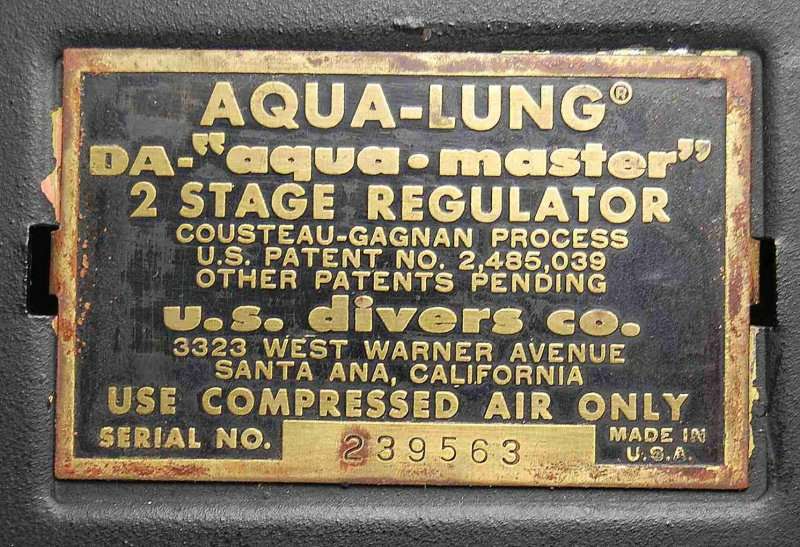 AQUA-LUNG®
DA-"aqua•master"
2 STAGE REGULATOR
COUSTEAU-GAGNAN PROCESS
U.S. PATENT NO. 2,485,039
OTHER PATENTS PENDING
u.s. divers co.
3323 WEST WARNER AVENUE
SANTA ANA, CALIFORNIA
USE COMPRESSED AIR ONLY
SERIAL NO. 239563 MADE IN
U.S.A.